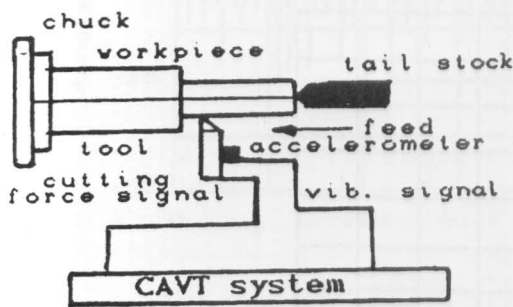 chuck
workpiece
tail stock
feed
tool
accelerometer
cutting
force signal
vib. signal
CAVT system